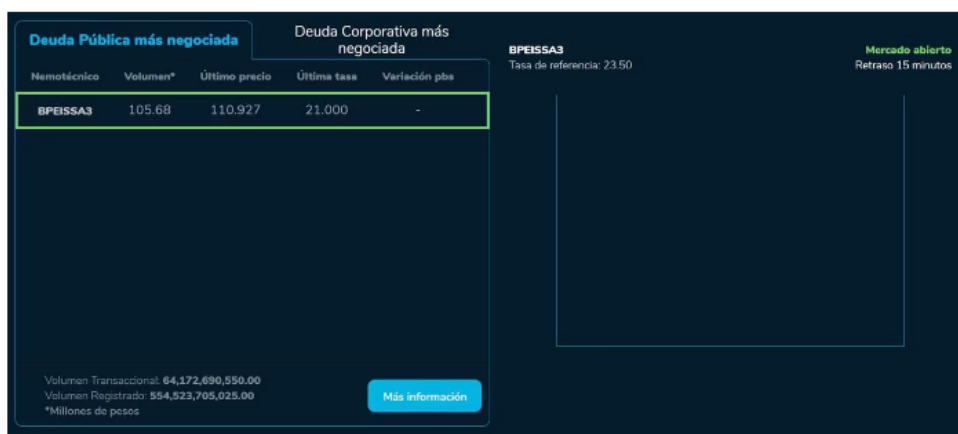 Deuda Pública más negociada
Deuda Corporativa más
negociada
Nemotécnico Volumen* Último precio Última tasa Variación pbs
BPEISSA3 105.68 110.927 21.000 -
Volumen Transaccional: 64,172,690,550.00
Volumen Registrado: 554,523,705,025.00
*Millones de pesos
Más información
BPEISSA3
Tasa de referencia: 23.50
Mercado abierto
Retraso 15 minutos